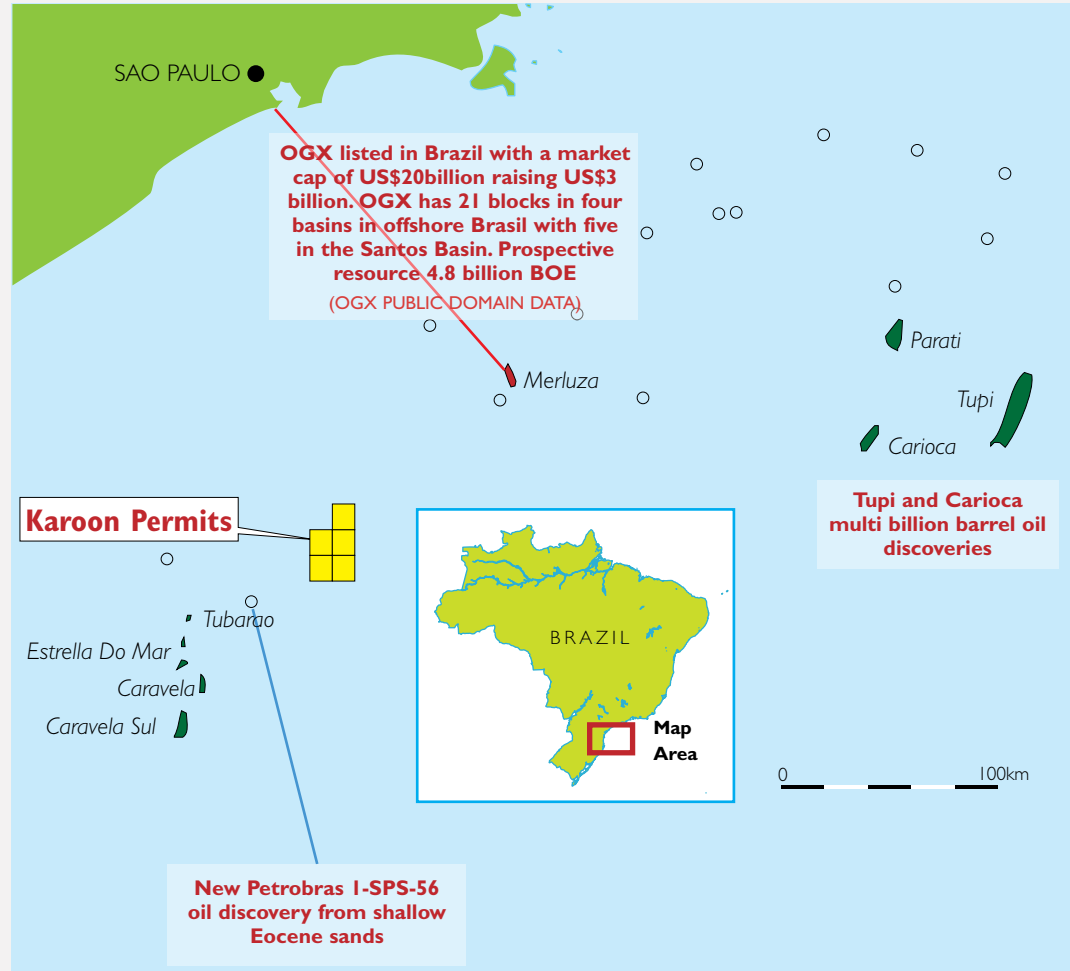 SAO PAULO
OGX listed in Brazil with a market
cap of US$20billion raising US$3
billion. OGX has 21 blocks in four
basins in offshore Brasil with five
in the Santos Basin. Prospective
resource 4.8 billion BOE
(OGX PUBLIC DOMAIN DATA)
Parati
Merluza
Tupi
Carioca
Tupi and Carioca
multi billion barrel oil
discoveries
Karoon Permits
Tubarao
Estrella Do Mar
Caravela
Caravela Sul
BRAZIL
Map
Area
0 100km
New Petrobras 1-SPS-56
oil discovery from shallow
Eocene sands